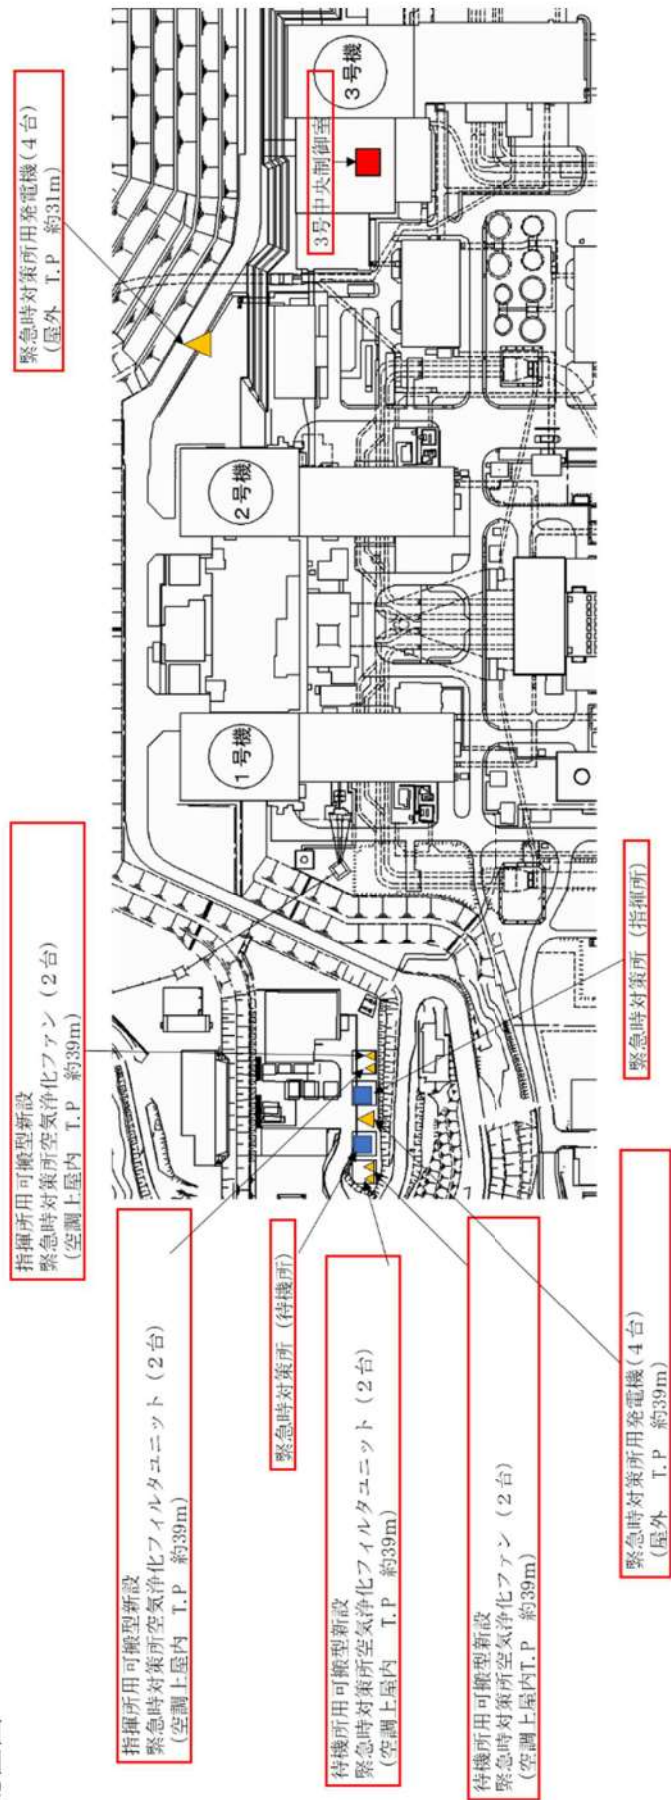 指揮所用可搬型新設
緊急時対策所空気浄化ファン（２台）
（空調上屋内　T.P　約39m）
緊急時対策所用発電機(４台)
（屋外　T.P　約31m）
指揮所用可搬型新設
緊急時対策所空気浄化フィルタユニット（２台）
（空調上屋内　T.P　約39m）
緊急時対策所（待機所）
１号機
２号機
３号機
3号中央制御室
待機所用可搬型新設
緊急時対策所空気浄化フィルタユニット（２台）
（空調上屋内　T.P　約39m）
待機所用可搬型新設
緊急時対策所空気浄化ファン（２台）
（空調上屋内T.P　約39m）
緊急時対策所用発電機(４台)
（屋外　T.P　約39m）
緊急時対策所（指揮所）